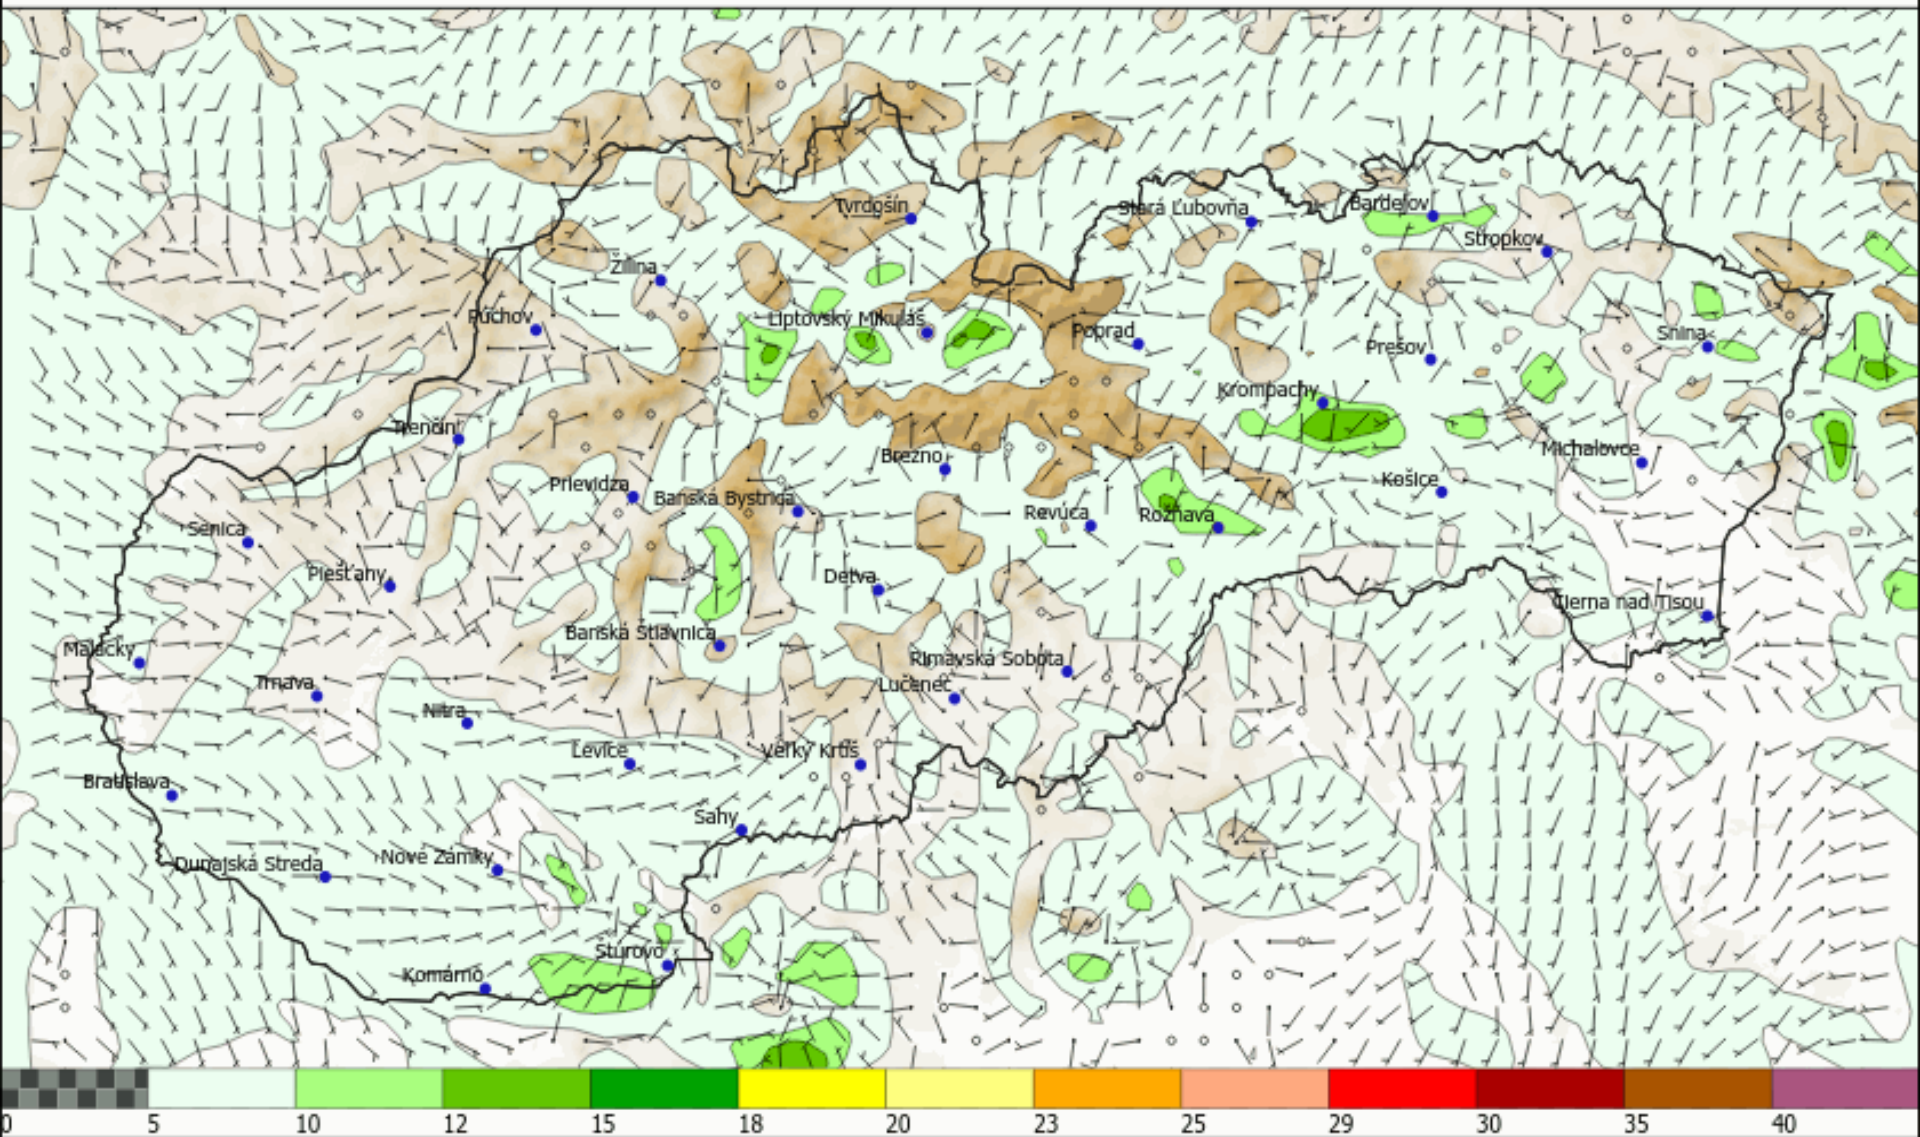 Tvrdošín
Stará Ľubovňa
Bardejov
Stropkov
Žilina
Púchov
Liptovský Mikuláš
Poprad
Prešov
Snina
Krompachy
Trenčín
Brezno
Michalovce
Prievidza
Banská Bystrica
Košice
Revúca
Rožňava
Senica
Piešťany
Detva
Čierna nad Tisou
Banská Štiavnica
Malacky
Rimavská Sobota
Trnava
Lučenec
Nitra
Levice
Veľký Krtíš
Bratislava
Šahy
Dunajská Streda
Nové Zámky
Štúrovo
Komárno
0 5 10 12 15 18 20 23 25 29 30 35 40